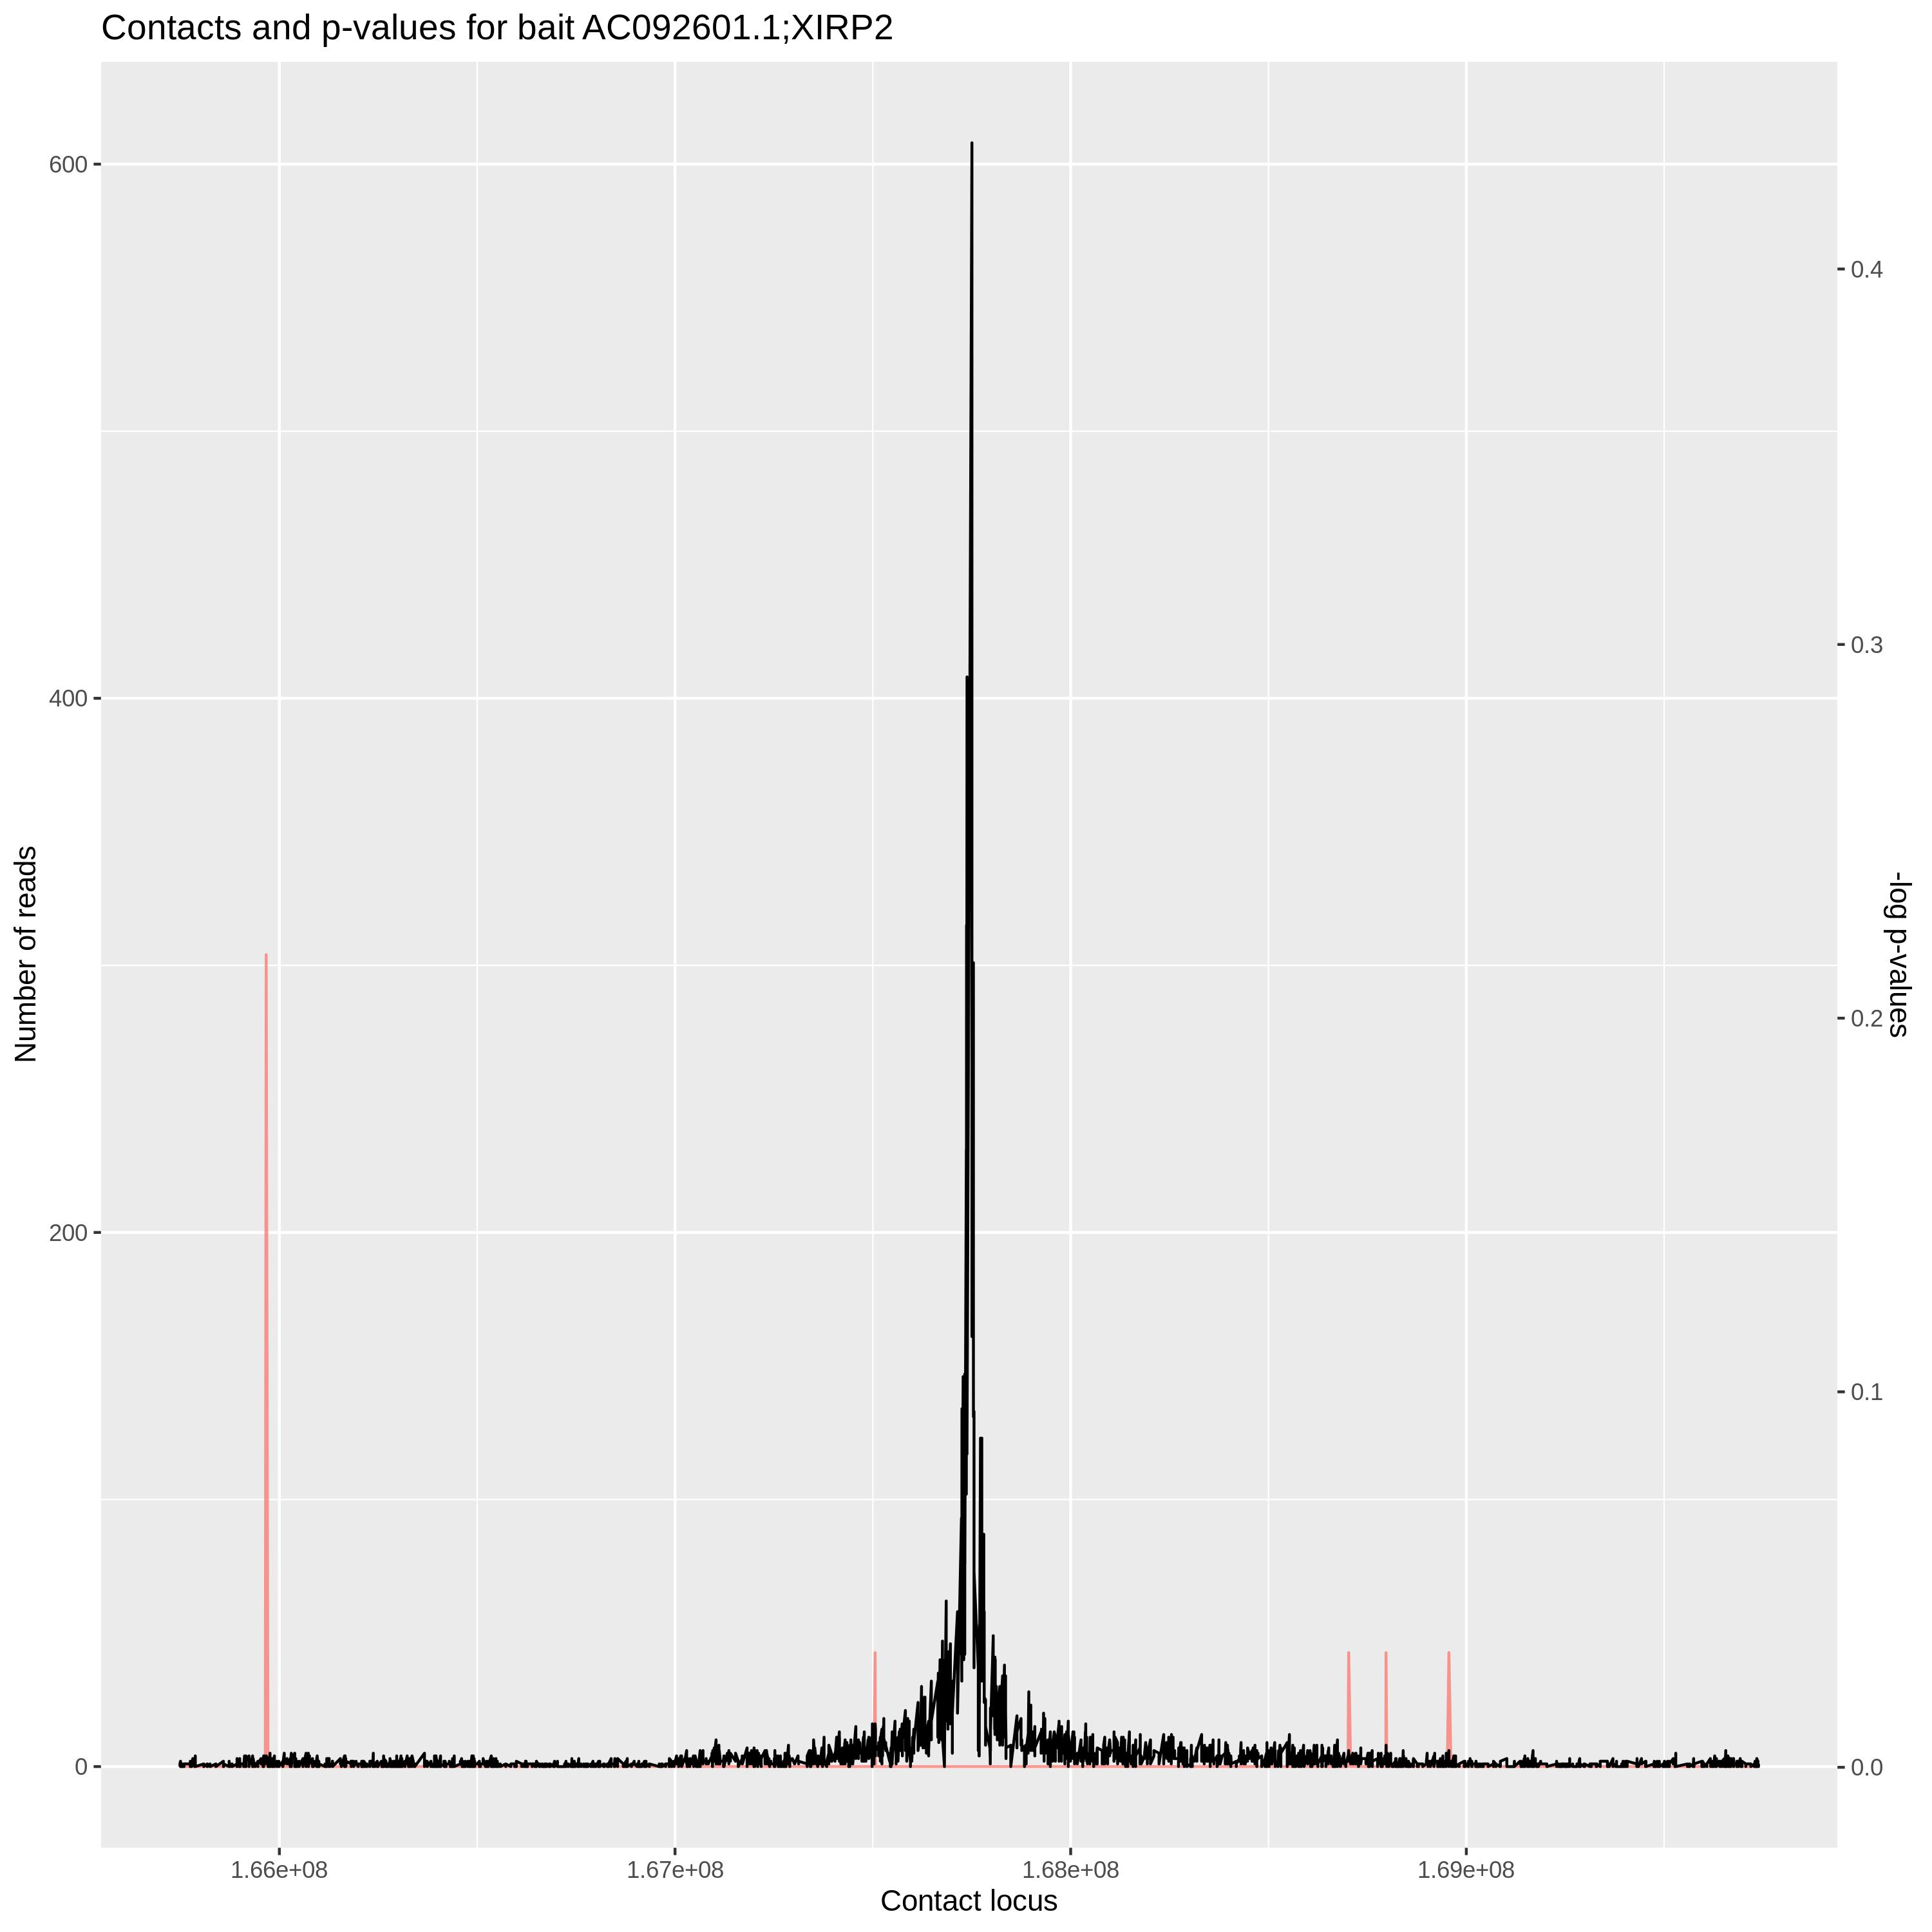 Contacts and p-values for bait AC092601.1;XIRP2
600
400
200
0
0.4
0.3
0.2
0.1
0.0
Number of reads
-log p-values
1.66e+08
1.67e+08
1.68e+08
1.69e+08
Contact locus